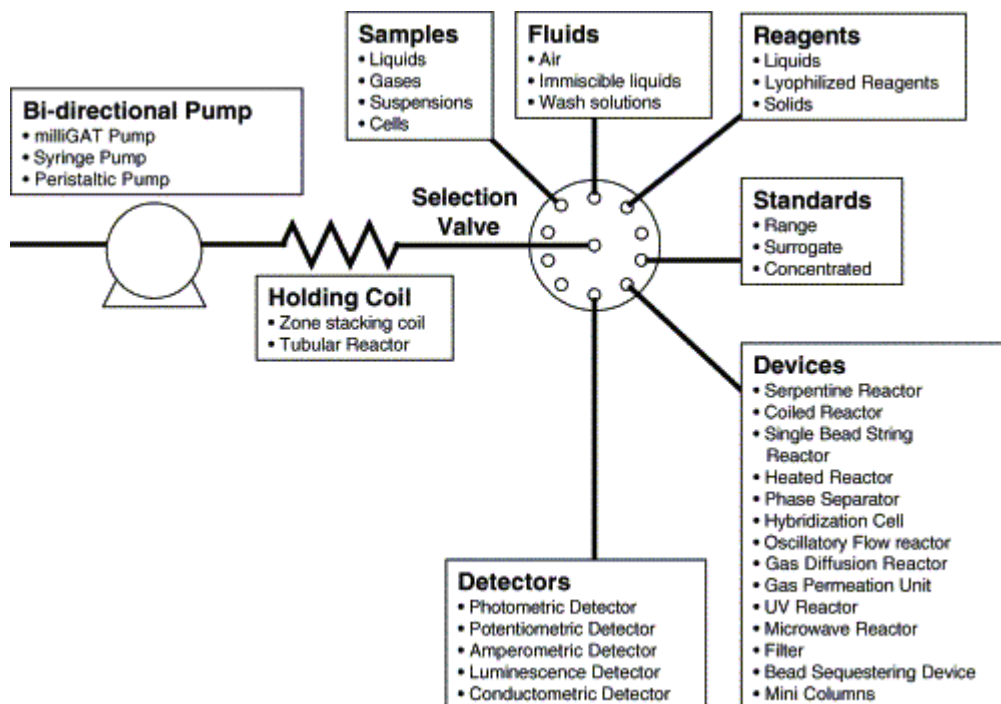 Samples
• Liquids
• Gases
• Suspensions
• Cells
Fluids
• Air
• Immiscible liquids
• Wash solutions
Reagents
• Liquids
• Lyophilized Reagents
• Solids
Bi-directional Pump
• milliGAT Pump
• Syringe Pump
• Peristaltic Pump
Selection
Valve
Standards
• Range
• Surrogate
• Concentrated
Holding Coil
• Zone stacking coil
• Tubular Reactor
Devices
• Serpentine Reactor
• Coiled Reactor
• Single Bead String
Reactor
• Heated Reactor
• Phase Separator
• Hybridization Cell
• Oscillatory Flow reactor
• Gas Diffusion Reactor
• Gas Permeation Unit
• UV Reactor
• Microwave Reactor
• Filter
• Bead Sequestering Device
• Mini Columns
Detectors
• Photometric Detector
• Potentiometric Detector
• Amperometric Detector
• Luminescence Detector
• Conductometric Detector